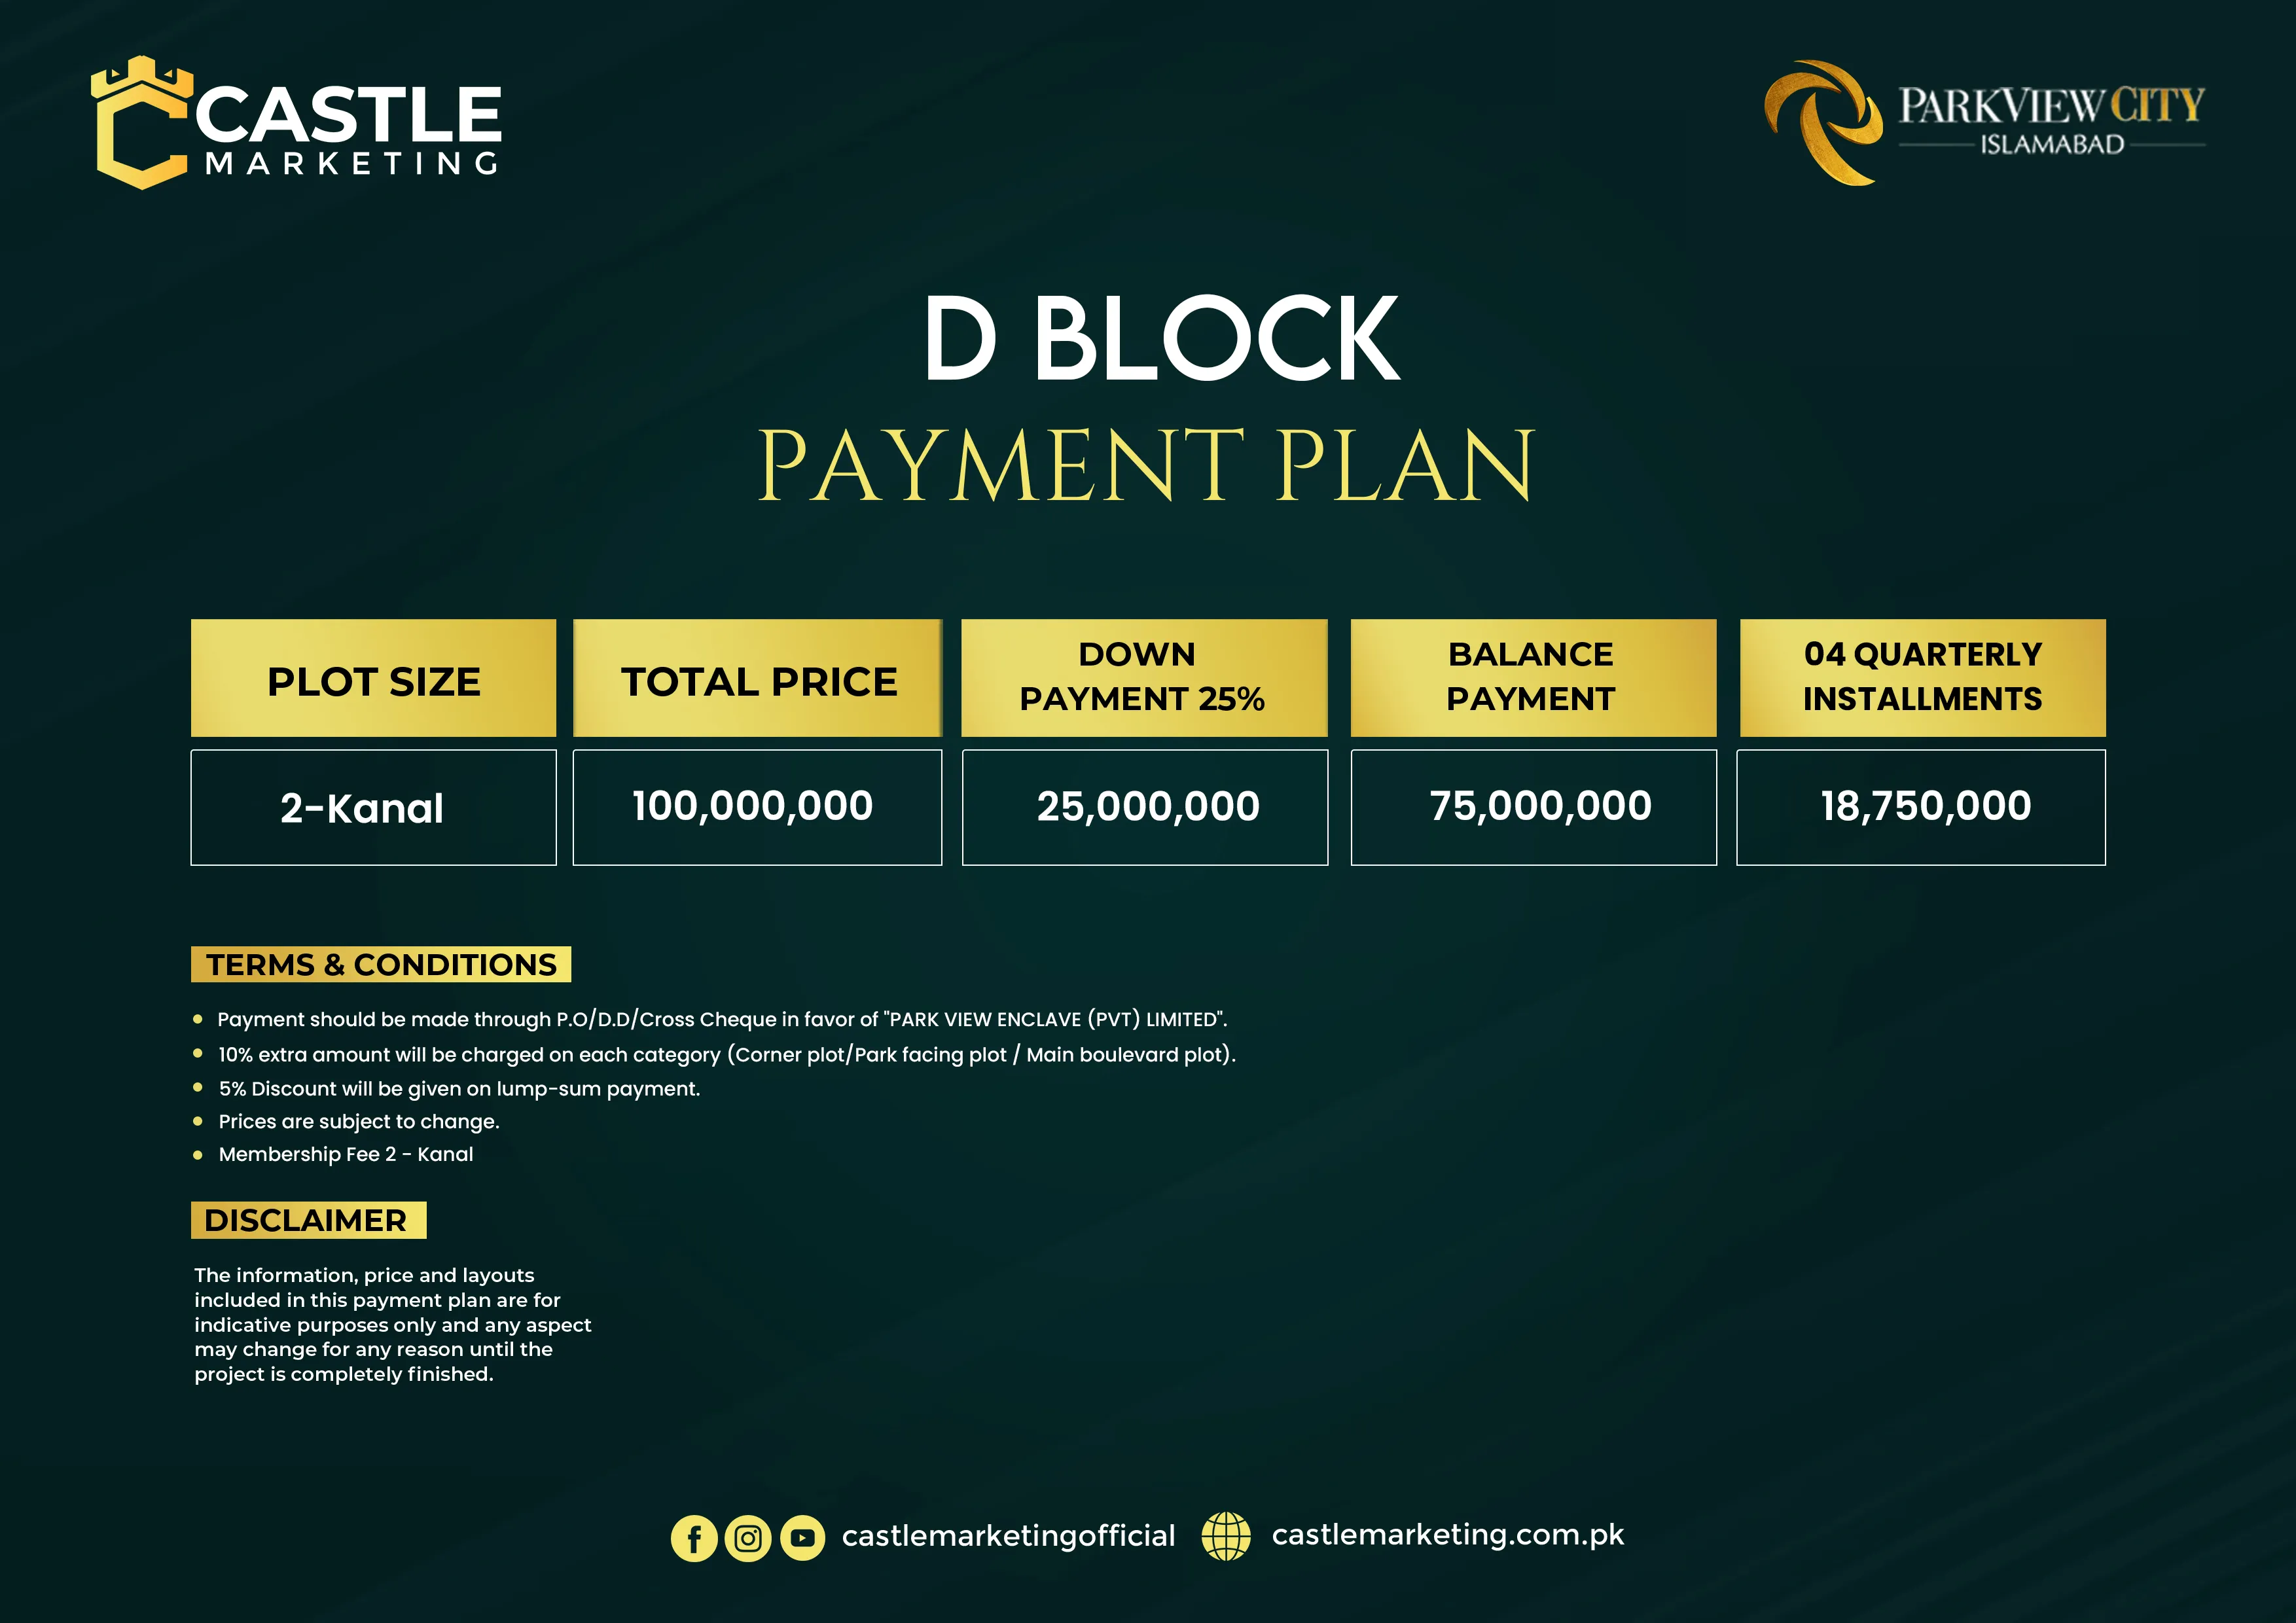 CASTLE
MARKETING
PARKVIEW CITY
ISLAMABAD
D BLOCK
PAYMENT PLAN
PLOT SIZE
TOTAL PRICE
DOWN
PAYMENT 25%
BALANCE
PAYMENT
04 QUARTERLY
INSTALLMENTS
2-Kanal
100,000,000
25,000,000
75,000,000
18,750,000
TERMS & CONDITIONS
Payment should be made through P.O/D.D/Cross Cheque in favor of "PARK VIEW ENCLAVE (PVT) LIMITED".
10% extra amount will be charged on each category (Corner plot/Park facing plot / Main boulevard plot).
5% Discount will be given on lump-sum payment.
Prices are subject to change.
Membership Fee 2 - Kanal
DISCLAIMER
The information, price and layouts
included in this payment plan are for
indicative purposes only and any aspect
may change for any reason until the
project is completely finished.
castlemarketingofficial
castlemarketing.com.pk